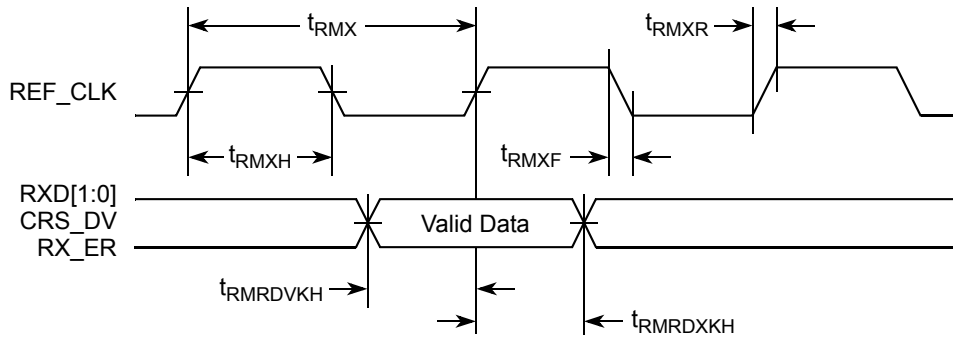 tRMX
tRMXR
REF_CLK
tRMXH
tRMXF
RXD[1:0]
CRS_DV
RX_ER
Valid Data
tRMRDVKH
tRMRDXKH